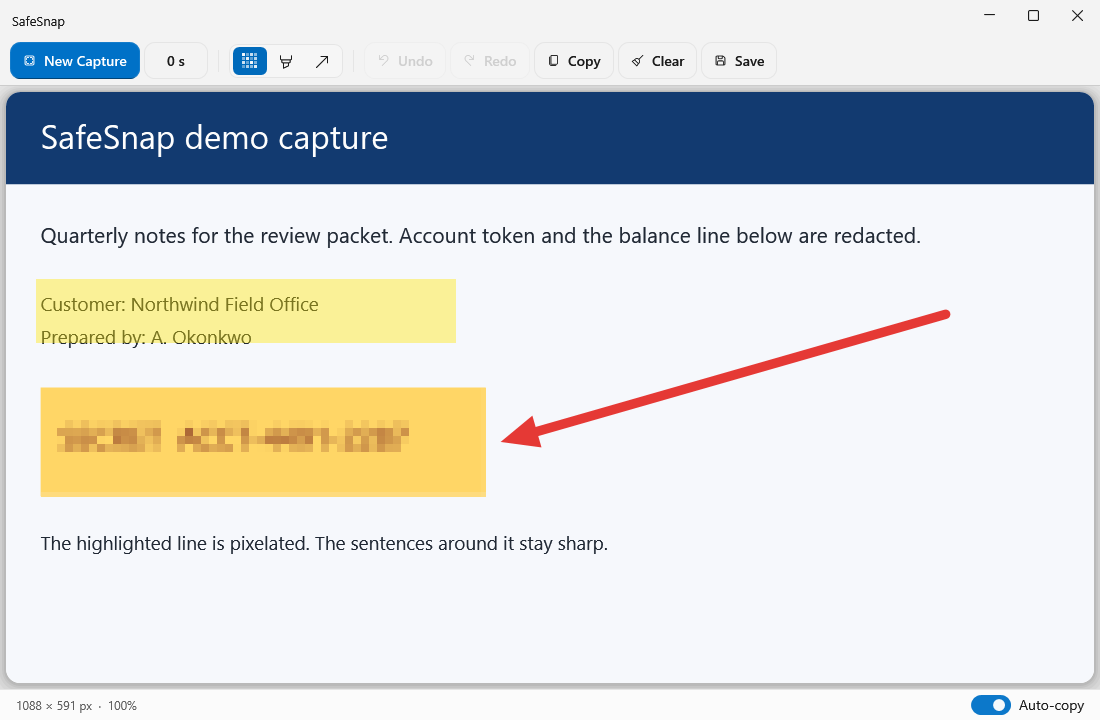 SafeSnap
New Capture 0 s Undo Redo Copy Clear Save
SafeSnap demo capture
Quarterly notes for the review packet. Account token and the balance line below are redacted.
Customer: Northwind Field Office
Prepared by: A. Okonkwo
The highlighted line is pixelated. The sentences around it stay sharp.
1088 × 591 px · 100% Auto-copy